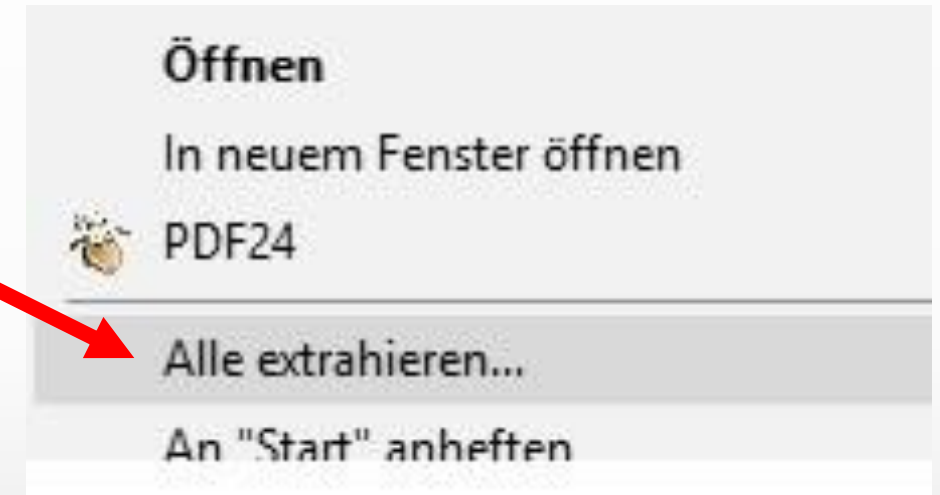 Öffnen
In neuem Fenster öffnen
PDF24
Alle extrahieren...
An "Start" anheften